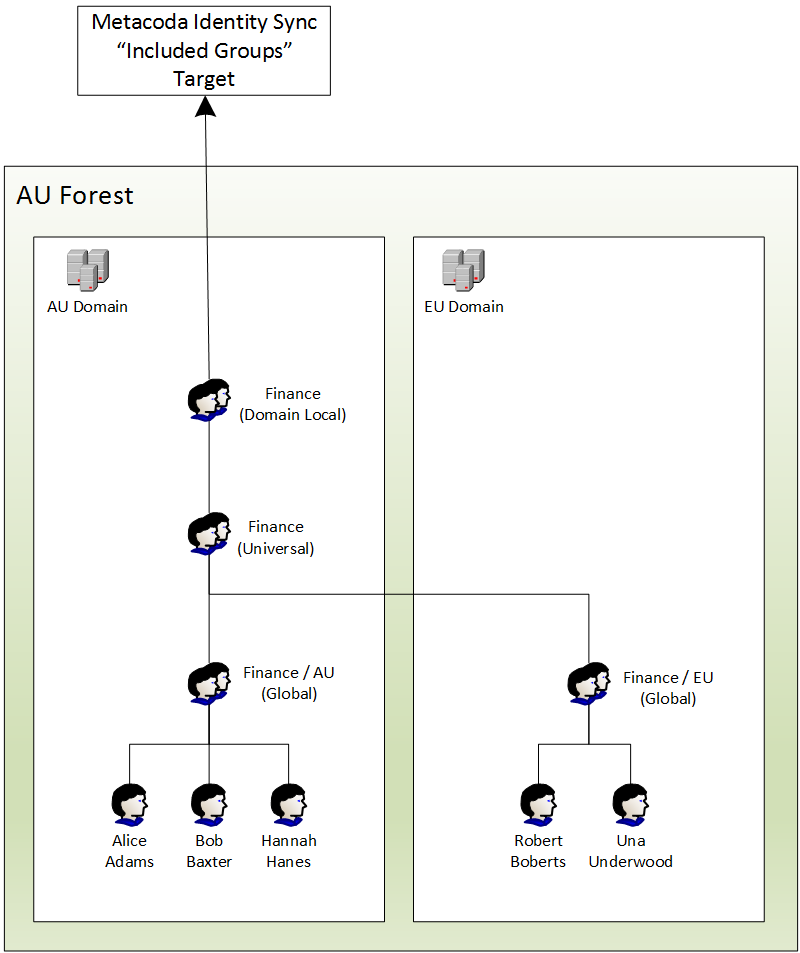 Metacoda Identity Sync
“Included Groups”
Target
AU Forest
AU Domain
EU Domain
Finance
(Domain Local)
Finance
(Universal)
Finance / AU
(Global)
Finance / EU
(Global)
Alice
Adams
Bob
Baxter
Hannah
Hanes
Robert
Boberts
Una
Underwood